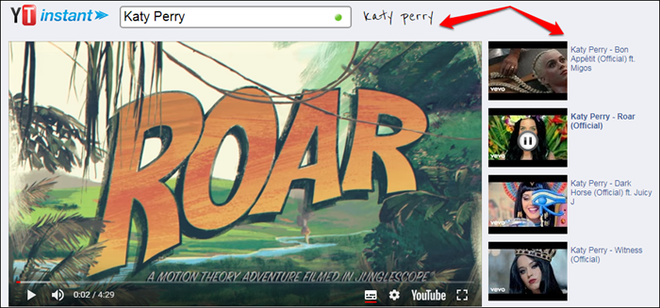 YT instant
Katy Perry
katy perry
ROAR
A MOTION THEORY ADVENTURE FILMED IN JUNGLESCOPE
0:02 / 4:29
YouTube
Katy Perry - Bon
Appétit (Official) ft.
Migos
vevo
Katy Perry - Roar
(Official)
vevo
Katy Perry - Dark
Horse (Official) ft. Juicy
J
vevo
Katy Perry - Witness
(Official)
vevo